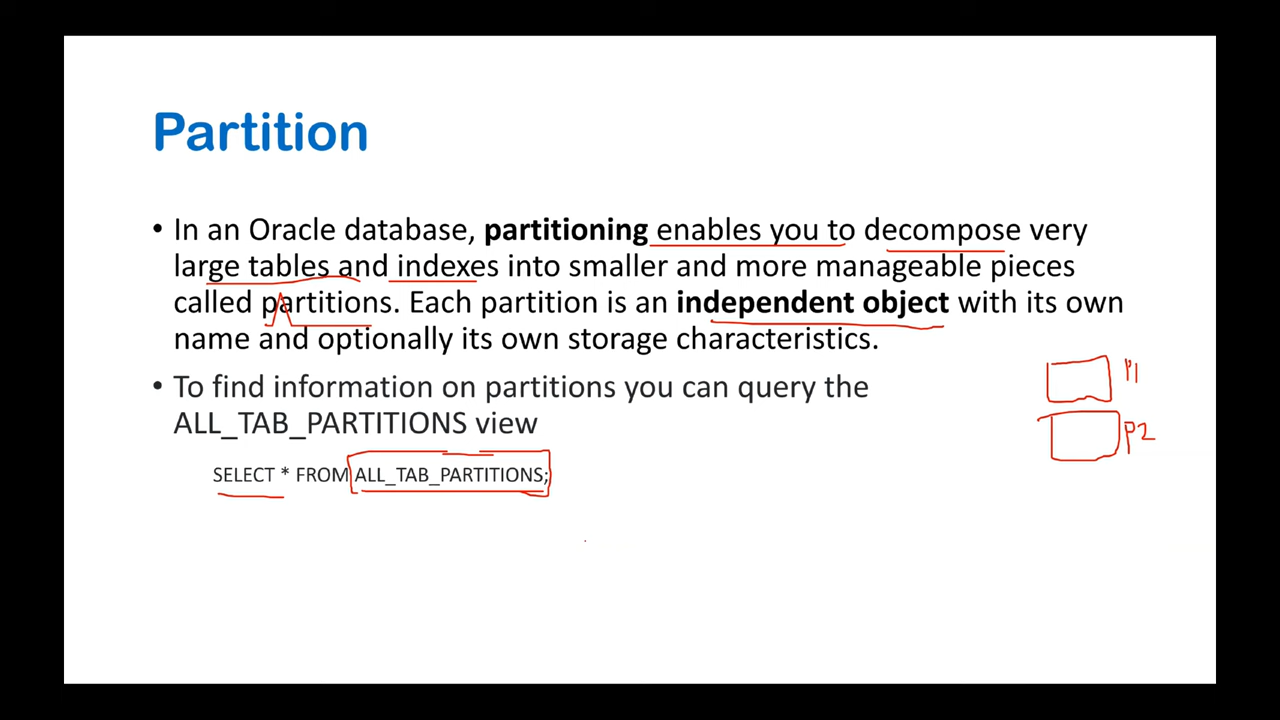 Partition
• In an Oracle database, partitioning enables you to decompose very
large tables and indexes into smaller and more manageable pieces
called partitions. Each partition is an independent object with its own
name and optionally its own storage characteristics.
P1
• To find information on partitions you can query the
ALL_TAB_PARTITIONS view
P2
SELECT * FROM ALL_TAB_PARTITIONS;